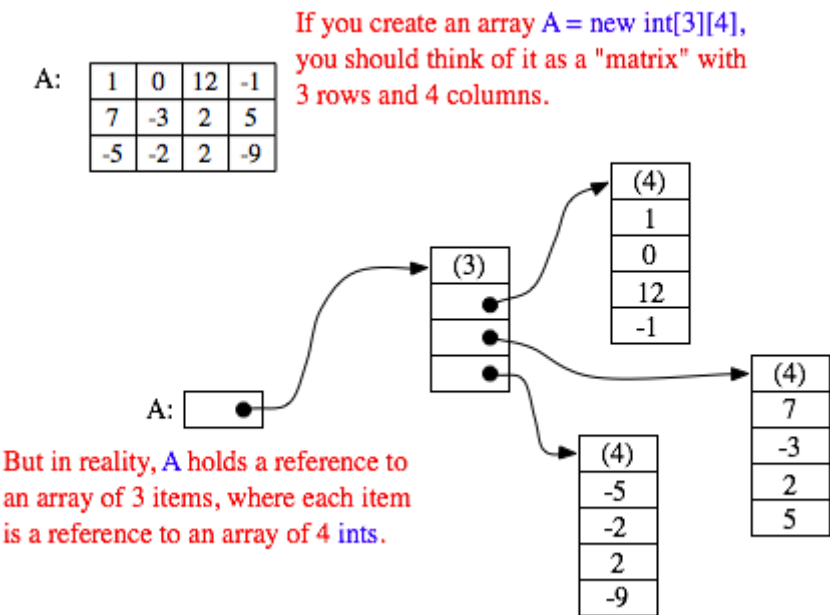 If you create an array A = new int[3][4],
you should think of it as a "matrix" with
3 rows and 4 columns.
A:
1 0 12 -1
7 -3 2 5
-5 -2 2 -9
(4)
1
0
12
-1
(3)
A:
(4)
7
-3
2
5
But in reality, A holds a reference to
an array of 3 items, where each item
is a reference to an array of 4 ints.
(4)
-5
-2
2
-9